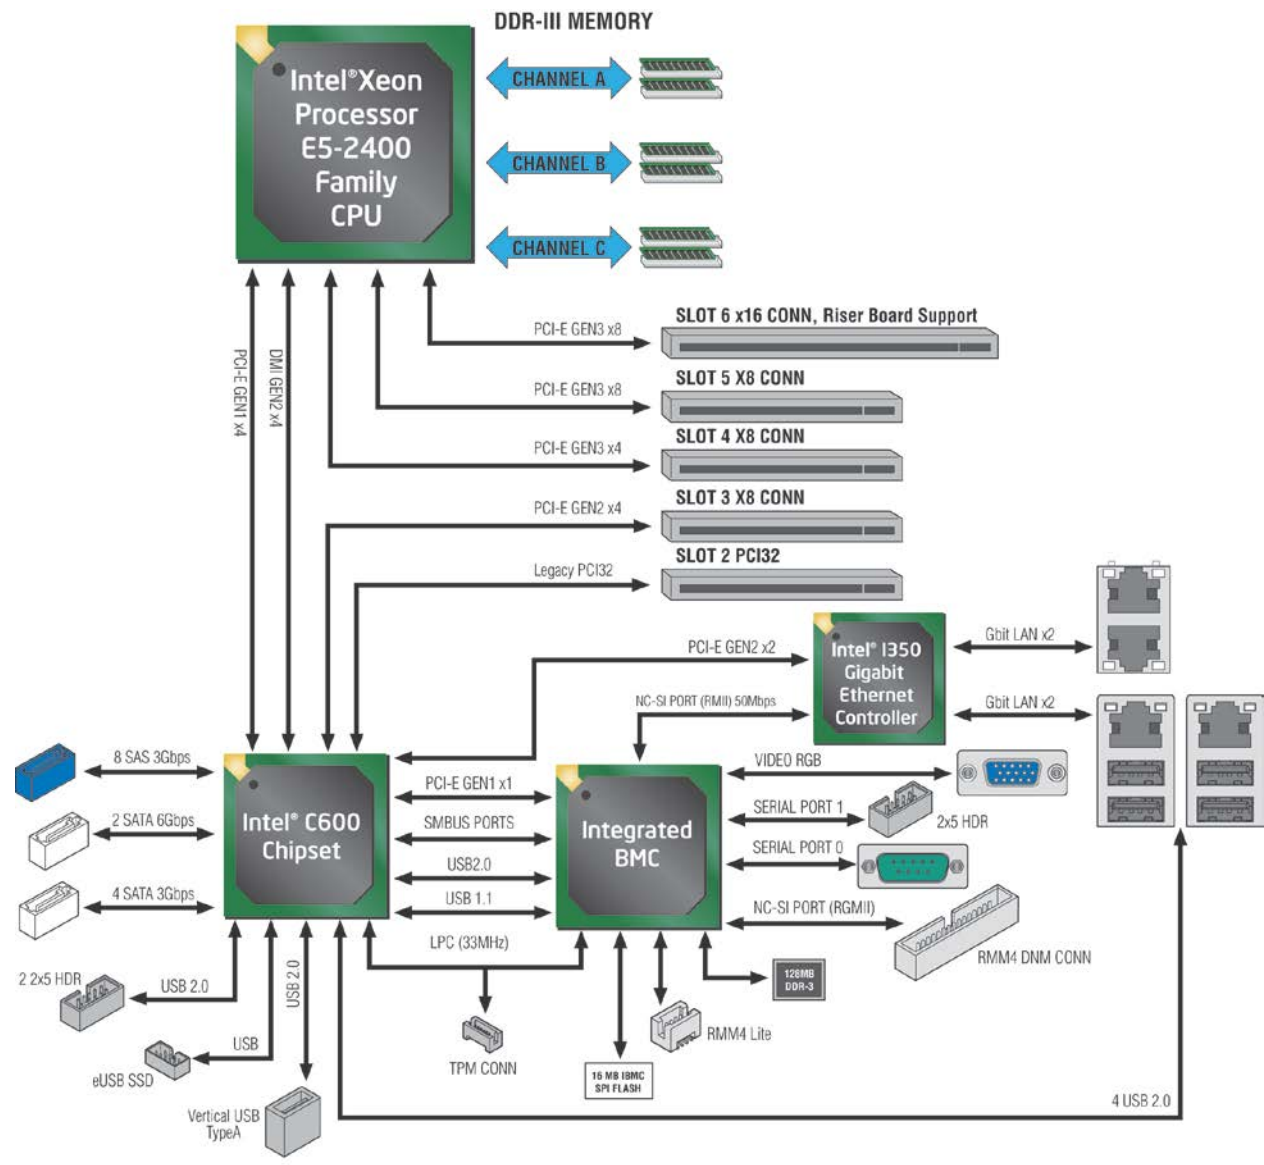 DDR-III MEMORY
Intel®Xeon
Processor
E5-2400
Family
CPU
CHANNEL A
CHANNEL B
CHANNEL C
PCI-E GEN1 x4
DMI GEN2 x4
SLOT 6 x16 CONN, Riser Board Support
PCI-E GEN3 x8
SLOT 5 X8 CONN
PCI-E GEN3 x8
SLOT 4 X8 CONN
PCI-E GEN3 x4
SLOT 3 X8 CONN
PCI-E GEN2 x4
SLOT 2 PCI32
Legacy PCI32
PCI-E GEN2 x2
NC-SI PORT (RMII) 50Mbps
Intel® I350
Gigabit
Ethernet
Controller
Gbit LAN x2
Gbit LAN x2
8 SAS 3Gbps
2 SATA 6Gbps
4 SATA 3Gbps
Intel® C600
Chipset
PCI-E GEN1 x1
SMBUS PORTS
USB2.0
USB 1.1
LPC (33MHz)
Integrated
BMC
VIDEO RGB
SERIAL PORT 1
2x5 HDR
SERIAL PORT 0
NC-SI PORT (RGMII)
RMM4 DNM CONN
128MB
DDR-3
RMM4 Lite
16 MB IBMC
SPI FLASH
TPM CONN
2 2x5 HDR
USB 2.0
USB
eUSB SSD
USB 2.0
Vertical USB
TypeA
4 USB 2.0